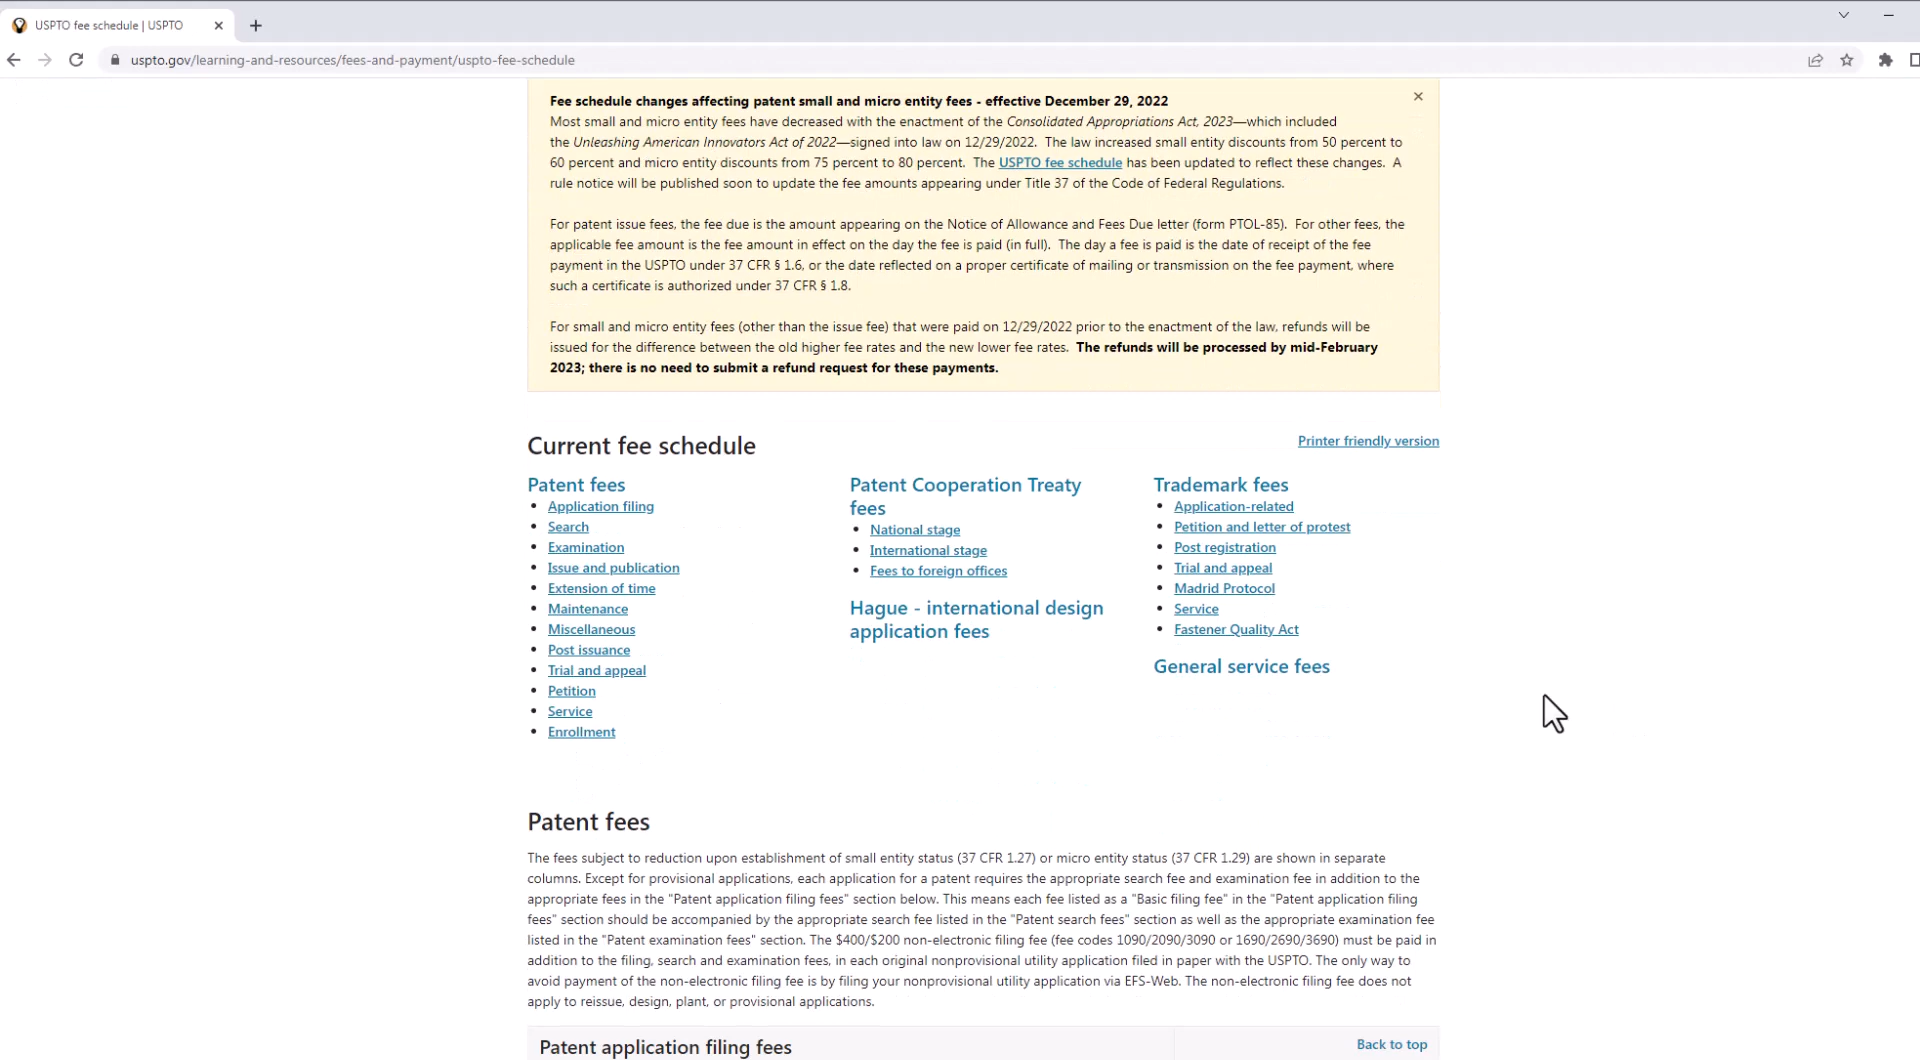 USPTO fee schedule | USPTO
uspto.gov/learning-and-resources/fees-and-payment/uspto-fee-schedule
Fee schedule changes affecting patent small and micro entity fees - effective December 29, 2022
Most small and micro entity fees have decreased with the enactment of the Consolidated Appropriations Act, 2023—which included
the Unleashing American Innovators Act of 2022—signed into law on 12/29/2022. The law increased small entity discounts from 50 percent to
60 percent and micro entity discounts from 75 percent to 80 percent. The USPTO fee schedule has been updated to reflect these changes. A
rule notice will be published soon to update the fee amounts appearing under Title 37 of the Code of Federal Regulations.
For patent issue fees, the fee due is the amount appearing on the Notice of Allowance and Fees Due letter (form PTOL-85). For other fees, the
applicable fee amount is the fee amount in effect on the day the fee is paid (in full). The day a fee is paid is the date of receipt of the fee
payment in the USPTO under 37 CFR § 1.6, or the date reflected on a proper certificate of mailing or transmission on the fee payment, where
such a certificate is authorized under 37 CFR § 1.8.
For small and micro entity fees (other than the issue fee) that were paid on 12/29/2022 prior to the enactment of the law, refunds will be
issued for the difference between the old higher fee rates and the new lower fee rates. The refunds will be processed by mid-February
2023; there is no need to submit a refund request for these payments.
Current fee schedule
Printer friendly version
Patent fees
Application filing
Search
Examination
Issue and publication
Extension of time
Maintenance
Miscellaneous
Post issuance
Trial and appeal
Petition
Service
Enrollment
Patent Cooperation Treaty
fees
National stage
International stage
Fees to foreign offices
Hague - international design
application fees
Trademark fees
Application-related
Petition and letter of protest
Post registration
Trial and appeal
Madrid Protocol
Service
Fastener Quality Act
General service fees
Patent fees
The fees subject to reduction upon establishment of small entity status (37 CFR 1.27) or micro entity status (37 CFR 1.29) are shown in separate
columns. Except for provisional applications, each application for a patent requires the appropriate search fee and examination fee in addition to the
appropriate fees in the "Patent application filing fees" section below. This means each fee listed as a "Basic filing fee" in the "Patent application filing
fees" section should be accompanied by the appropriate search fee listed in the "Patent search fees" section as well as the appropriate examination fee
listed in the "Patent examination fees" section. The $400/$200 non-electronic filing fee (fee codes 1090/2090/3090 or 1690/2690/3690) must be paid in
addition to the filing, search and examination fees, in each original nonprovisional utility application filed in paper with the USPTO. The only way to
avoid payment of the non-electronic filing fee is by filing your nonprovisional utility application via EFS-Web. The non-electronic filing fee does not
apply to reissue, design, plant, or provisional applications.
Patent application filing fees
Back to top